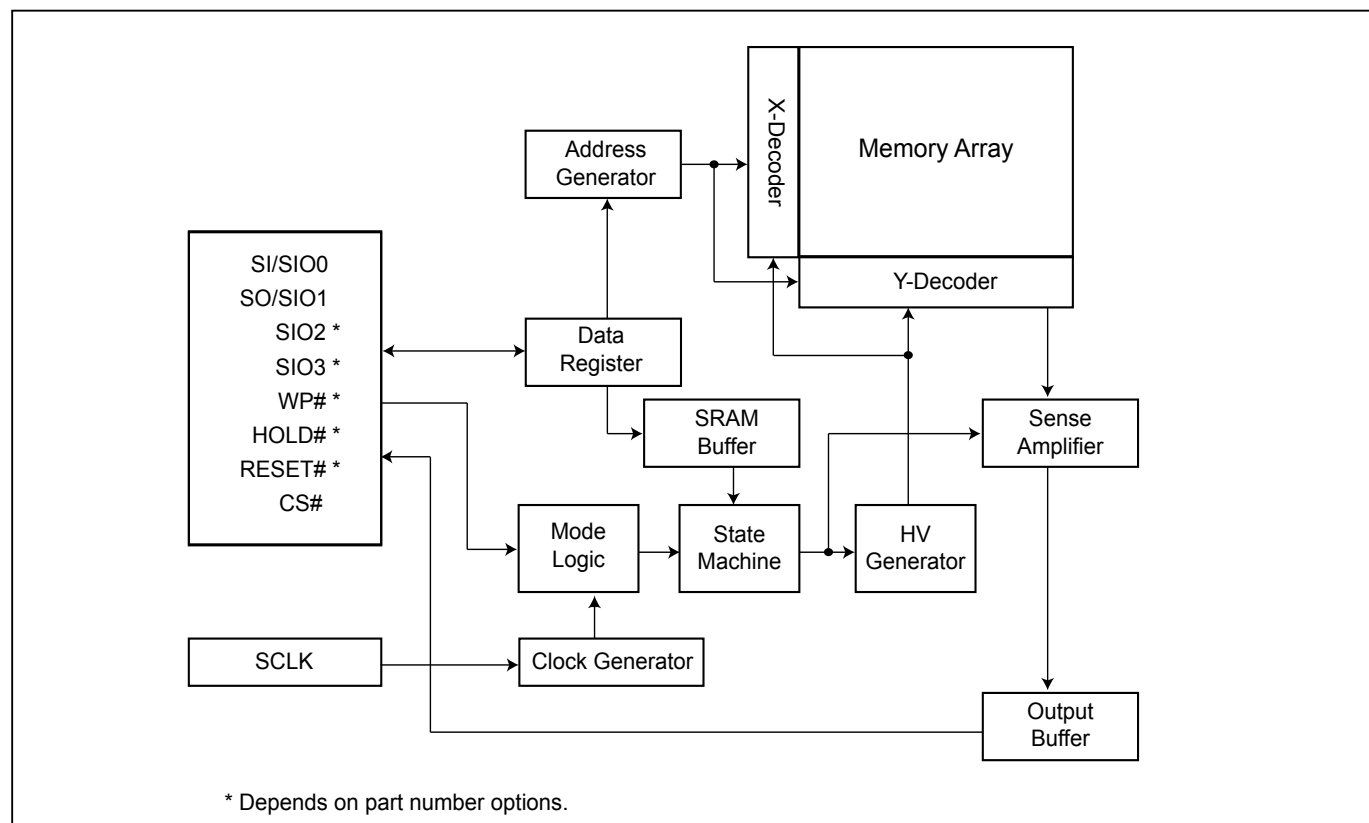 X-Decoder
Memory Array
Address
Generator
Y-Decoder
SI/SIO0
SO/SIO1
SIO2 *
SIO3 *
WP# *
HOLD# *
RESET# *
CS#
Data
Register
SRAM
Buffer
Sense
Amplifier
Mode
Logic
State
Machine
HV
Generator
SCLK
Clock Generator
Output
Buffer
* Depends on part number options.